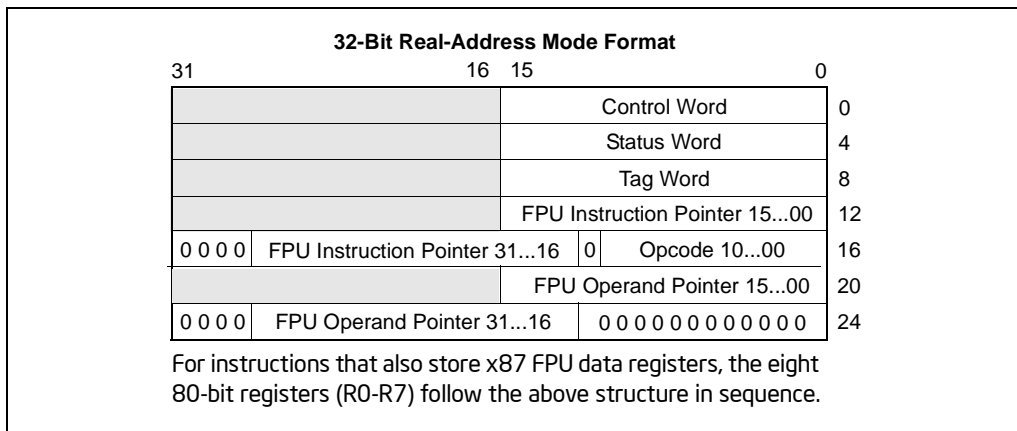 32-Bit Real-Address Mode Format
31 16 15 0
Control Word 0
Status Word 4
Tag Word 8
FPU Instruction Pointer 15...00 12
0 0 0 0 FPU Instruction Pointer 31...16 0 Opcode 10...00 16
FPU Operand Pointer 15...00 20
0 0 0 0 FPU Operand Pointer 31...16 0 0 0 0 0 0 0 0 0 0 0 0 24
For instructions that also store x87 FPU data registers, the eight
80-bit registers (R0-R7) follow the above structure in sequence.